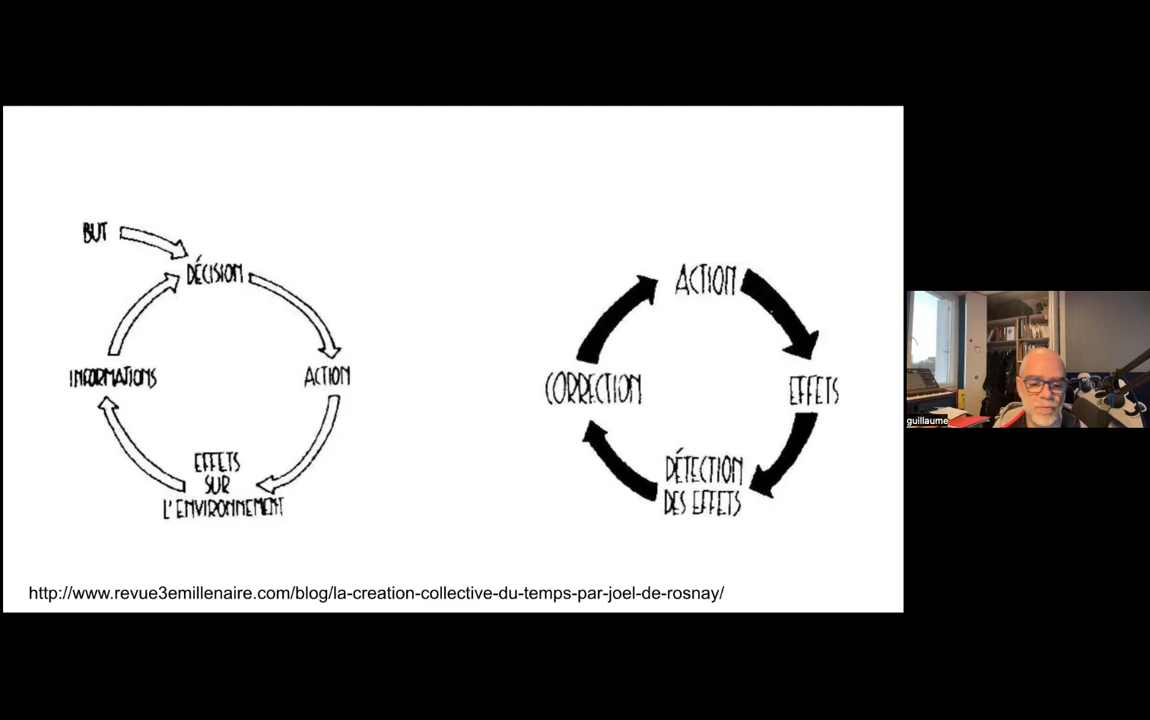 BUT
DÉCISION
INFORMATIONS
ACTION
EFFETS
SUR
L'ENVIRONNEMENT
ACTION
CORRECTION
EFFETS
DÉTECTION
DES EFFETS
http://www.revue3emillenaire.com/blog/la-creation-collective-du-temps-par-joel-de-rosnay/
guillaume